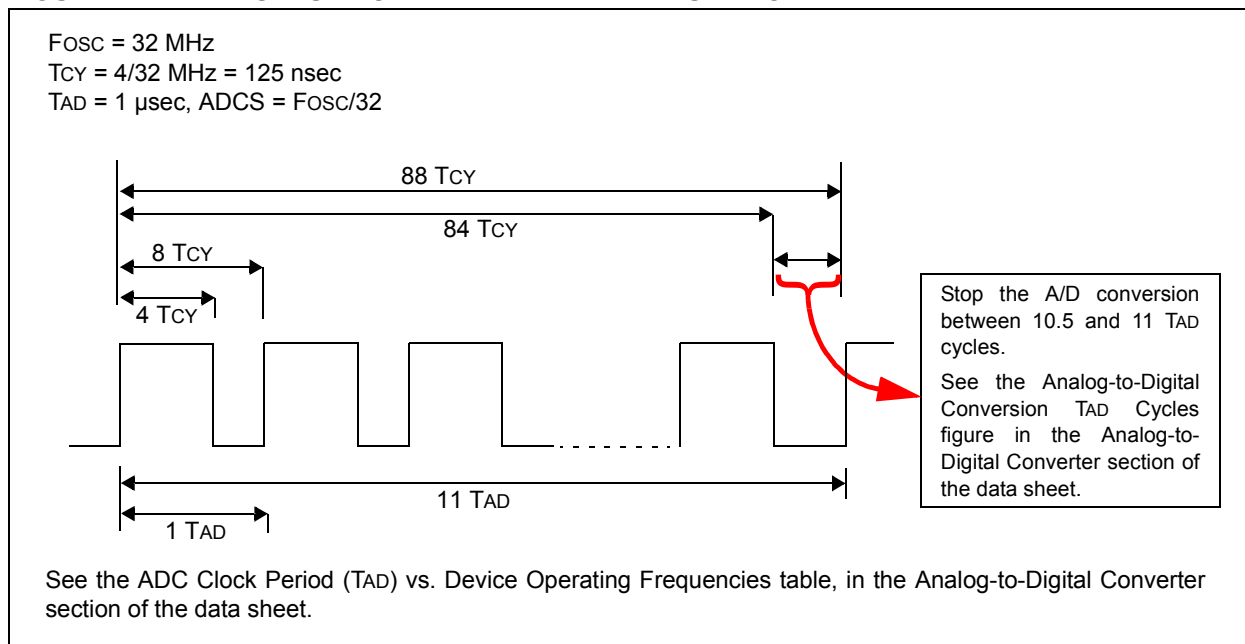 FOSC = 32 MHz
TCY = 4/32 MHz = 125 nsec
TAD = 1 µsec, ADCS = FOSC/32
88 TCY
84 TCY
8 TCY
4 TCY
Stop the A/D conversion
between 10.5 and 11 TAD
cycles.
See the Analog-to-Digital
Conversion TAD Cycles
figure in the Analog-to-
Digital Converter section of
the data sheet.
11 TAD
1 TAD
See the ADC Clock Period (TAD) vs. Device Operating Frequencies table, in the Analog-to-Digital Converter
section of the data sheet.